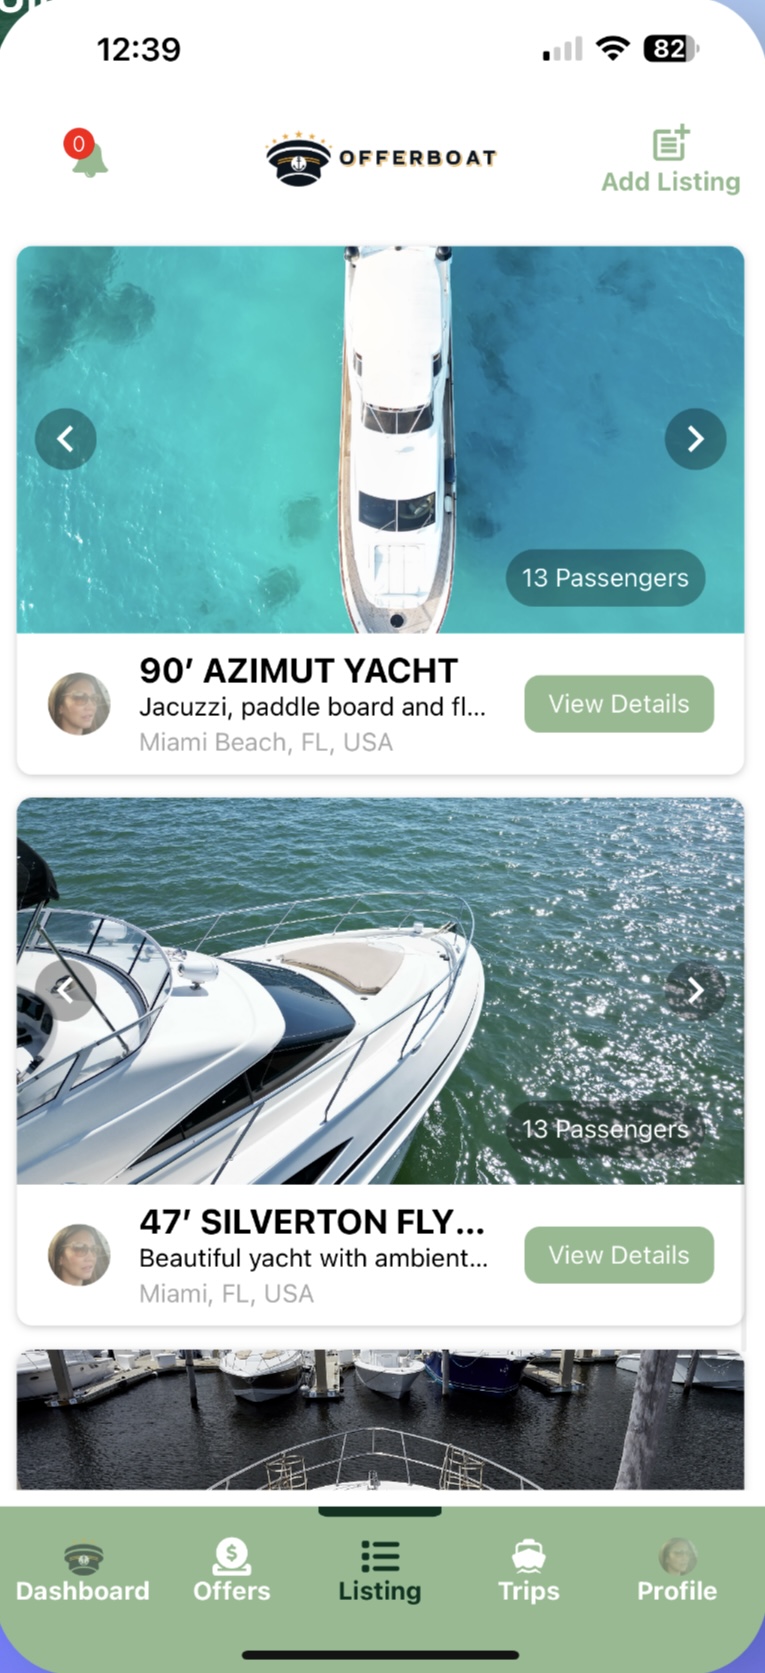 12:39
82
0
OFFERBOAT
Add Listing
13 Passengers
90’ AZIMUT YACHT
Jacuzzi, paddle board and fl...
Miami Beach, FL, USA
View Details
13 Passengers
47’ SILVERTON FLY...
Beautiful yacht with ambient...
Miami, FL, USA
View Details
Dashboard
Offers
Listing
Trips
Profile